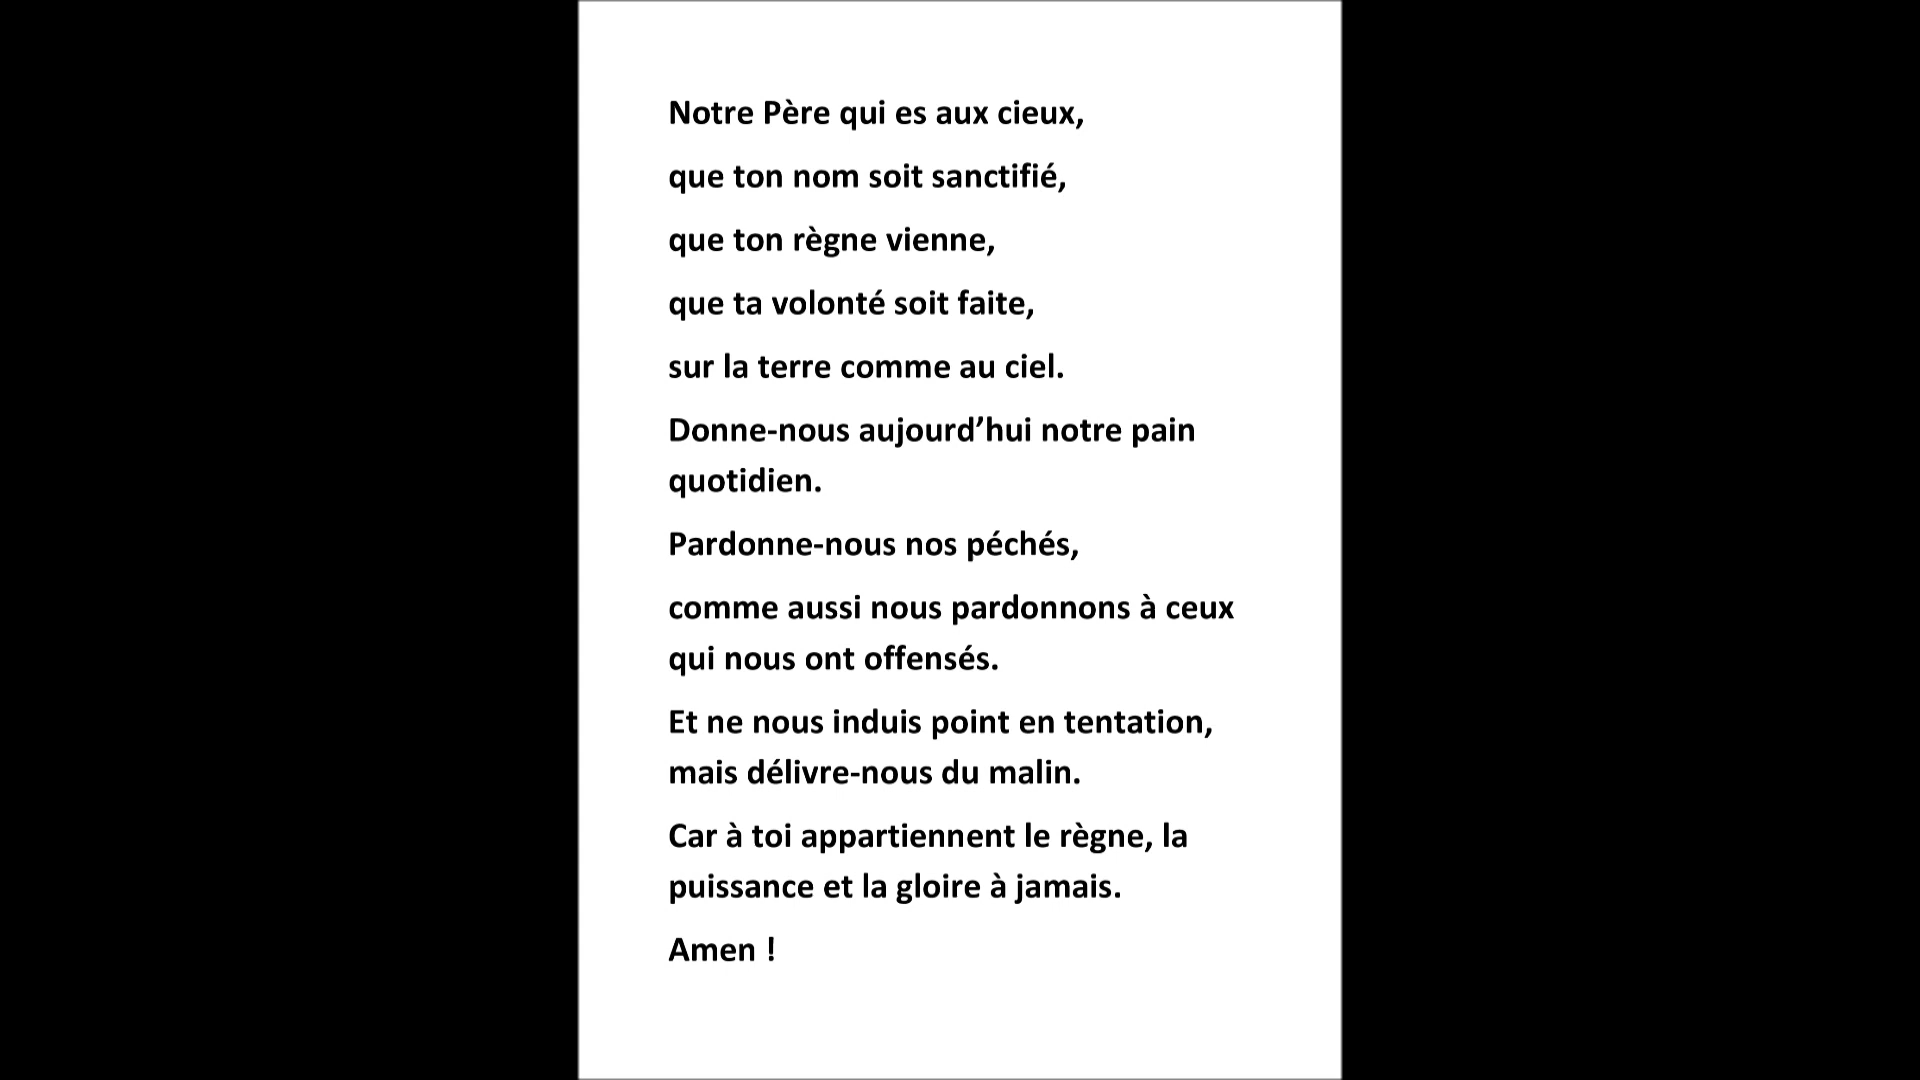 Notre Père qui es aux cieux,
que ton nom soit sanctifié,
que ton règne vienne,
que ta volonté soit faite,
sur la terre comme au ciel.
Donne-nous aujourd’hui notre pain
quotidien.
Pardonne-nous nos péchés,
comme aussi nous pardonnons à ceux
qui nous ont offensés.
Et ne nous induis point en tentation,
mais délivre-nous du malin.
Car à toi appartiennent le règne, la
puissance et la gloire à jamais.
Amen !